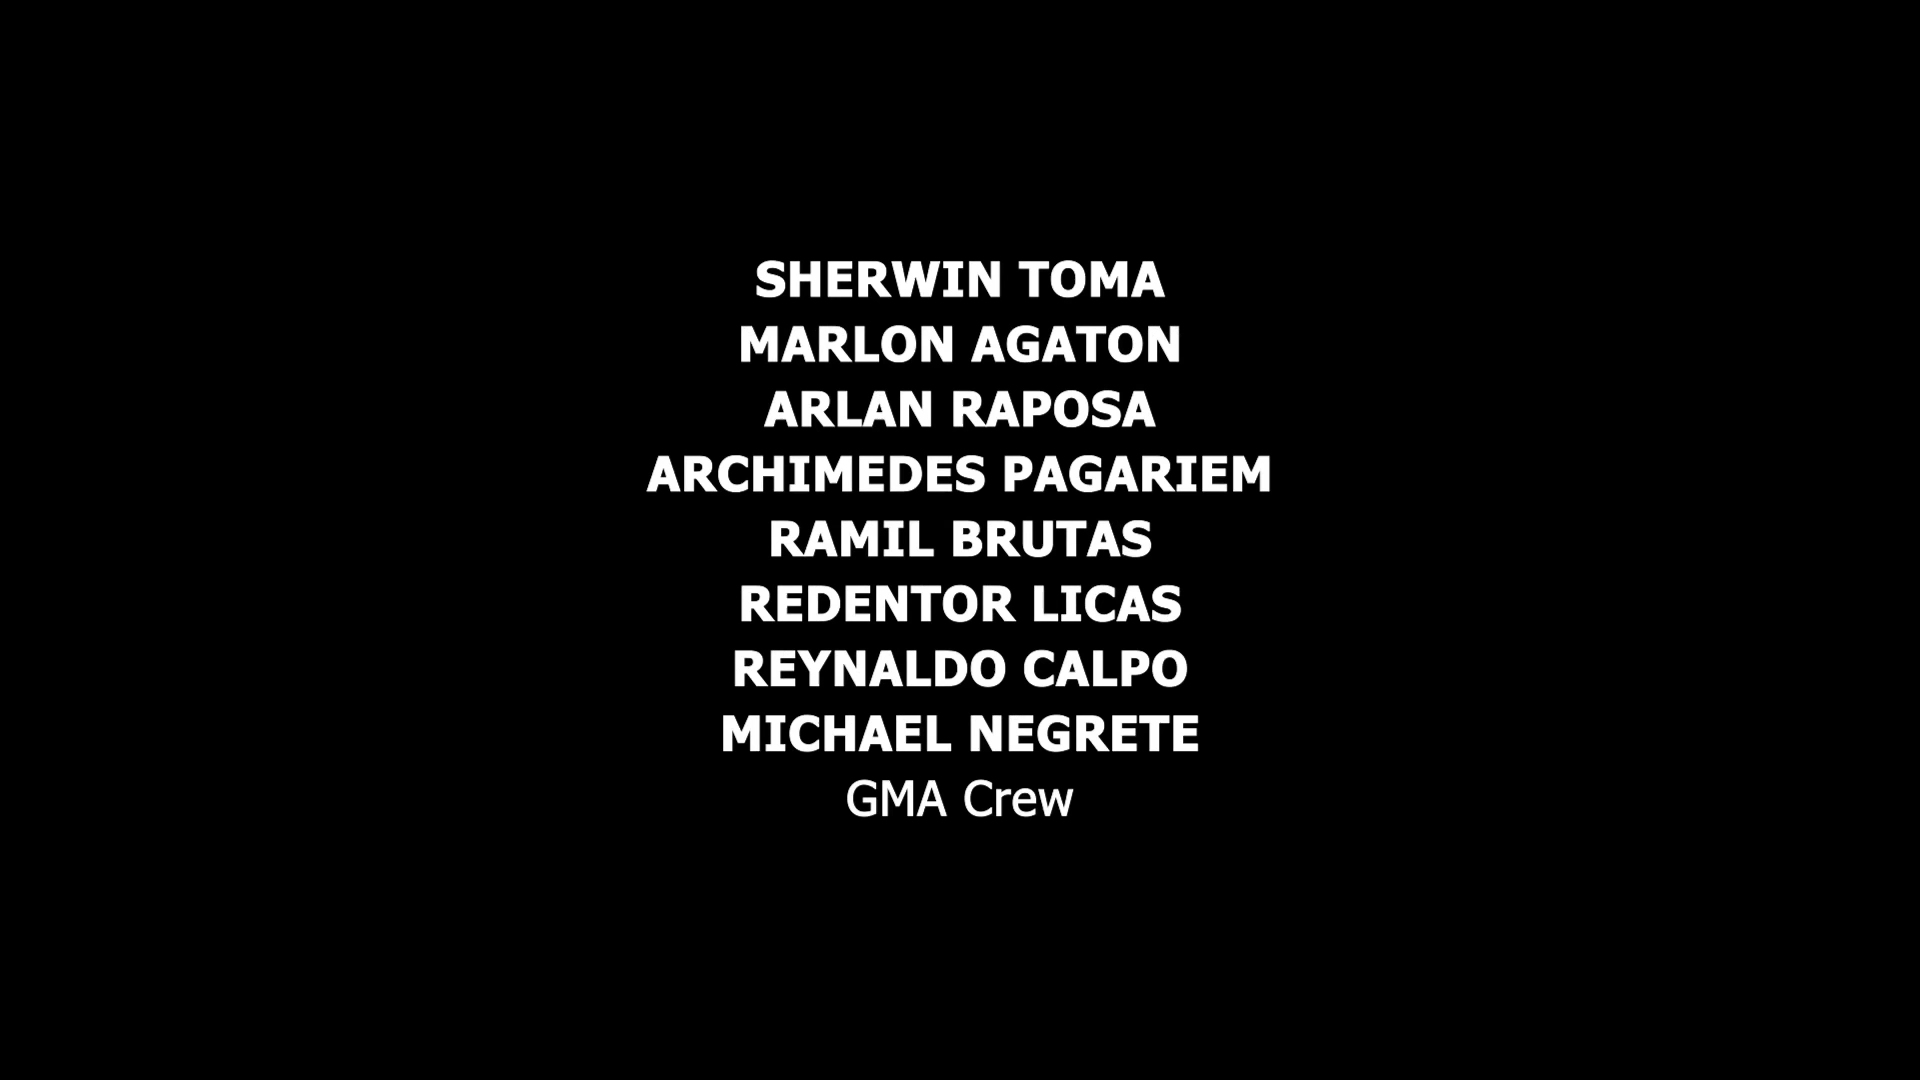 SHERWIN TOMA
MARLON AGATON
ARLAN RAPOSA
ARCHIMEDES PAGARIEM
RAMIL BRUTAS
REDENTOR LICAS
REYNALDO CALPO
MICHAEL NEGRETE
GMA Crew